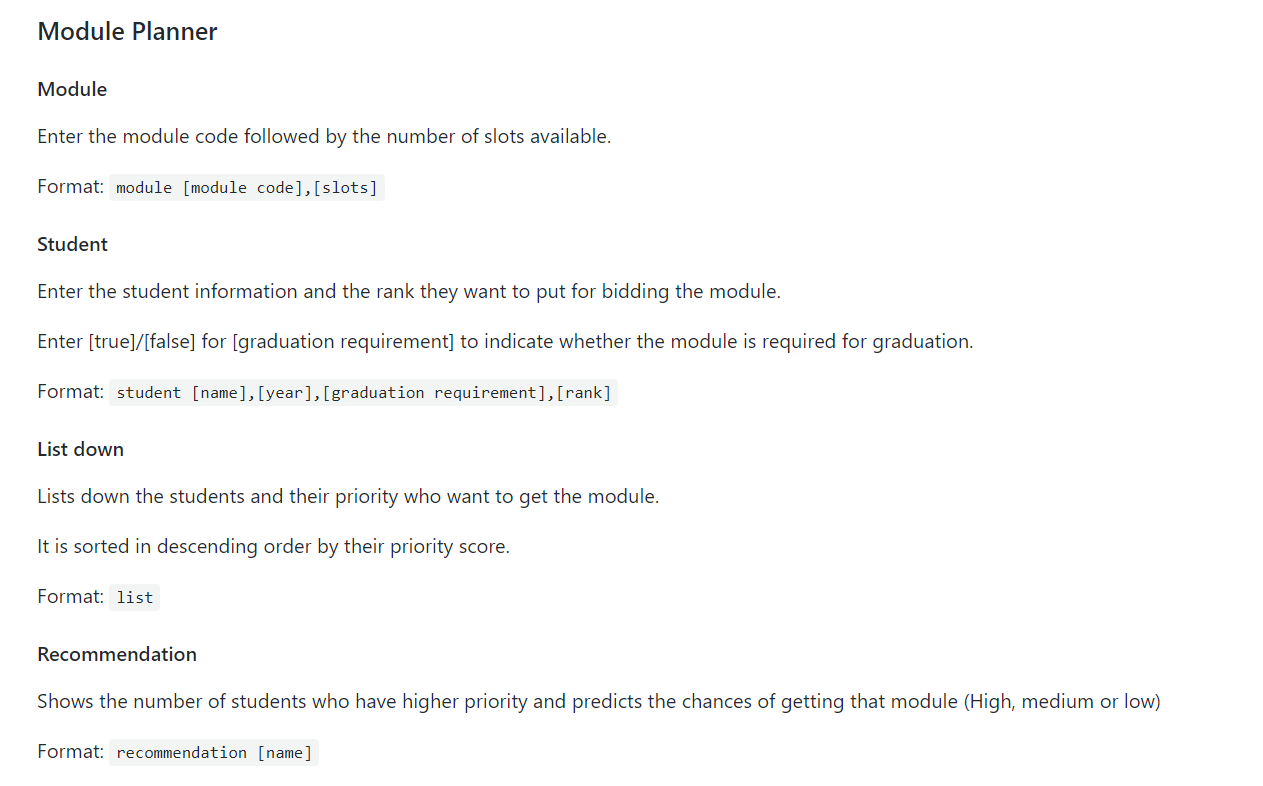 Module Planner
Module
Enter the module code followed by the number of slots available.
Format: module [module code],[slots]
Student
Enter the student information and the rank they want to put for bidding the module.
Enter [true]/[false] for [graduation requirement] to indicate whether the module is required for graduation.
Format: student [name],[year],[graduation requirement],[rank]
List down
Lists down the students and their priority who want to get the module.
It is sorted in descending order by their priority score.
Format: list
Recommendation
Shows the number of students who have higher priority and predicts the chances of getting that module (High, medium or low)
Format: recommendation [name]